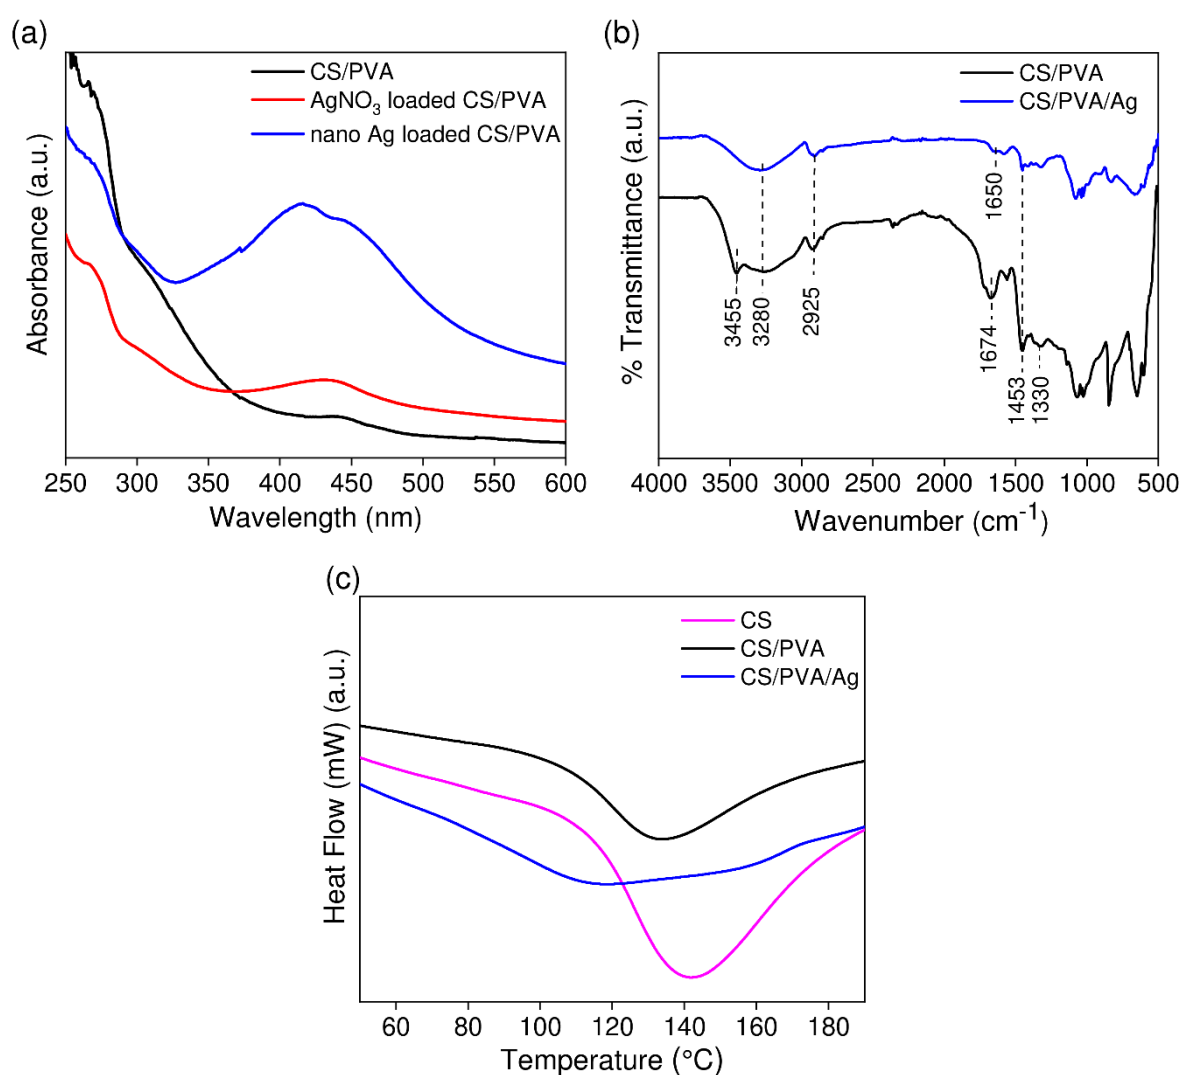 (a)
CS/PVA
AgNO₃ loaded CS/PVA
nano Ag loaded CS/PVA
Absorbance (a.u.)
250 300 350 400 450 500 550 600
Wavelength (nm)
(b)
CS/PVA
CS/PVA/Ag
% Transmittance (a.u.)
3455
3280
2925
1674
1650
1453
1330
4000 3500 3000 2500 2000 1500 1000 500
Wavenumber (cm⁻¹)
(c)
CS
CS/PVA
CS/PVA/Ag
Heat Flow (mW) (a.u.)
60 80 100 120 140 160 180
Temperature (°C)